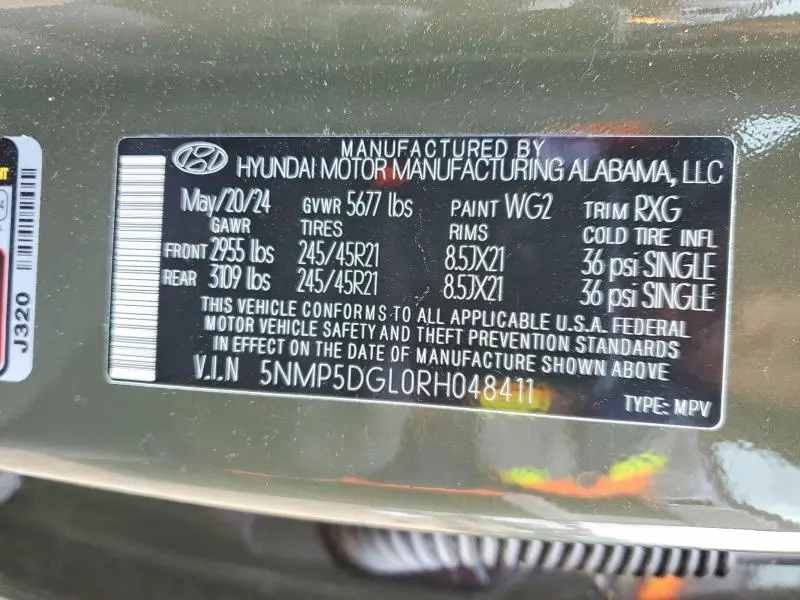 MANUFACTURED BY
HYUNDAI MOTOR MANUFACTURING ALABAMA, LLC
May/20/24 GVWR 5677 lbs PAINT WG2 TRIM RXG
GAWR TIRES RIMS COLD TIRE INFL
FRONT 2955 lbs 245/45R21 8.5JX21 36 psi SINGLE
REAR 3109 lbs 245/45R21 8.5JX21 36 psi SINGLE
THIS VEHICLE CONFORMS TO ALL APPLICABLE U.S.A. FEDERAL
MOTOR VEHICLE SAFETY AND THEFT PREVENTION STANDARDS
IN EFFECT ON THE DATE OF MANUFACTURE SHOWN ABOVE
V.I.N 5NMP5DGL0RH048411
TYPE: MPV
J320